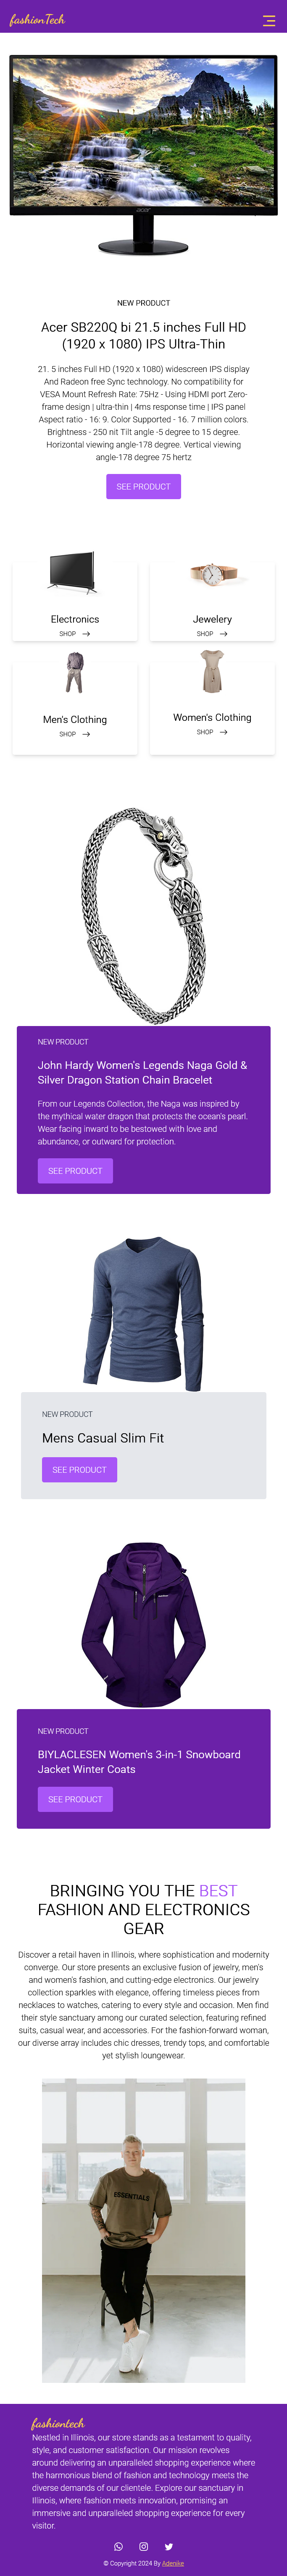 fashionTech
acer
NEW PRODUCT
Acer SB220Q bi 21.5 inches Full HD
(1920 x 1080) IPS Ultra-Thin
21. 5 inches Full HD (1920 x 1080) widescreen IPS display
And Radeon free Sync technology. No compatibility for
VESA Mount Refresh Rate: 75Hz - Using HDMI port Zero-
frame design | ultra-thin | 4ms response time | IPS panel
Aspect ratio - 16: 9. Color Supported - 16. 7 million colors.
Brightness - 250 nit Tilt angle -5 degree to 15 degree.
Horizontal viewing angle-178 degree. Vertical viewing
angle-178 degree 75 hertz
SEE PRODUCT
Electronics
SHOP
Jewelery
SHOP
Men's Clothing
SHOP
Women's Clothing
SHOP
NEW PRODUCT
John Hardy Women's Legends Naga Gold &
Silver Dragon Station Chain Bracelet
From our Legends Collection, the Naga was inspired by
the mythical water dragon that protects the ocean's pearl.
Wear facing inward to be bestowed with love and
abundance, or outward for protection.
SEE PRODUCT
NEW PRODUCT
Mens Casual Slim Fit
SEE PRODUCT
NEW PRODUCT
BIYLACLESEN Women's 3-in-1 Snowboard
Jacket Winter Coats
SEE PRODUCT
BRINGING YOU THE BEST
FASHION AND ELECTRONICS
GEAR
Discover a retail haven in Illinois, where sophistication and modernity
converge. Our store presents an exclusive fusion of jewelry, men's
and women's fashion, and cutting-edge electronics. Our jewelry
collection sparkles with elegance, offering timeless pieces from
necklaces to watches, catering to every style and occasion. Men find
their style sanctuary among our curated selection, featuring refined
suits, casual wear, and accessories. For the fashion-forward woman,
our diverse array includes chic dresses, trendy tops, and comfortable
yet stylish loungewear.
ESSENTIALS
fashiontech
Nestled in Illinois, our store stands as a testament to quality,
style, and customer satisfaction. Our mission revolves
around delivering an unparalleled shopping experience where
the harmonious blend of fashion and technology meets the
diverse demands of our clientele. Explore our sanctuary in
Illinois, where fashion meets innovation, promising an
immersive and unparalleled shopping experience for every
visitor.
© Copyright 2024 By Adenike